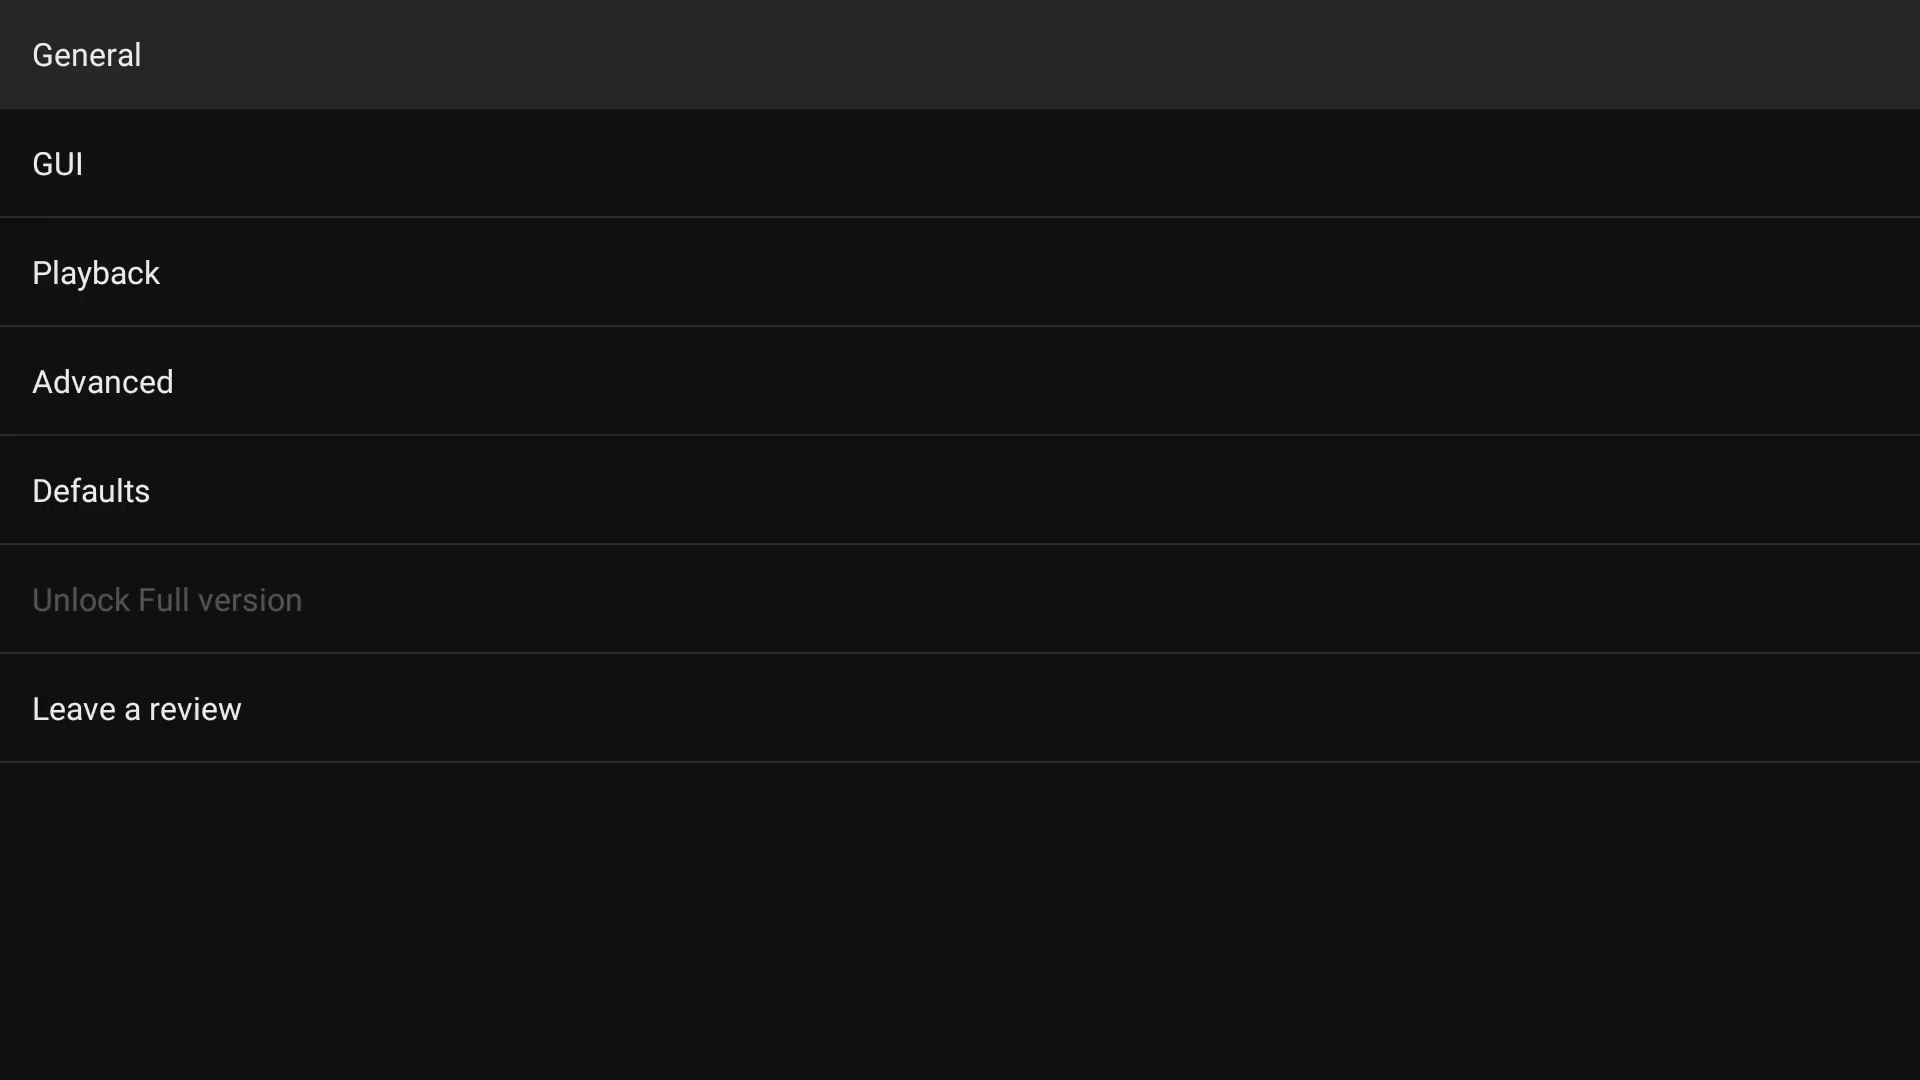 General
GUI
Playback
Advanced
Defaults
Unlock Full version
Leave a review